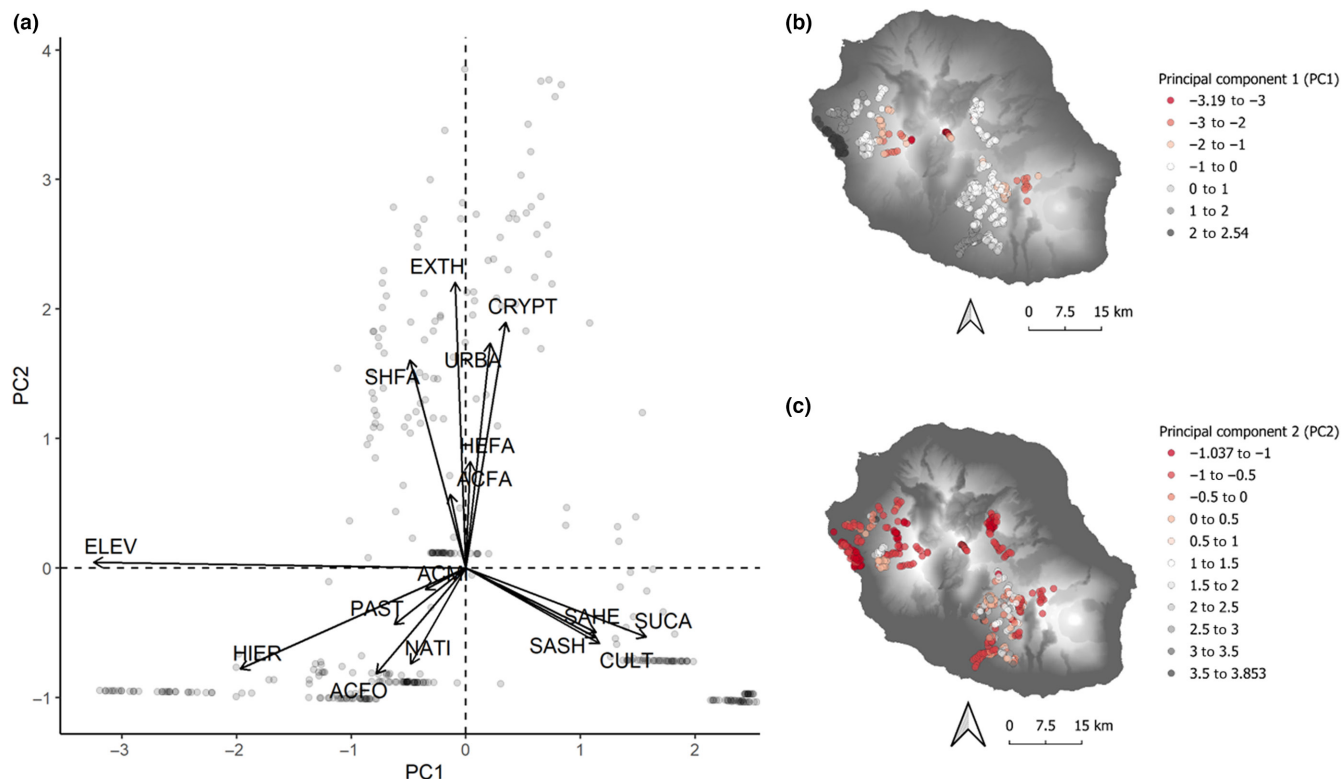 (a)
4
3
2
1
0
−1
PC2
EXTH
CRYPT
URBA
SHFA
HEFA
ACFA
ELEV
ACMI
PAST
HIER
NATI
ACFO
SAHE
SUCA
SASH
CULT
−3
−2
−1
0
1
2
PC1
(b)
Principal component 1 (PC1)
−3.19 to −3
−3 to −2
−2 to −1
−1 to 0
0 to 1
1 to 2
2 to 2.54
0 7.5 15 km
(c)
Principal component 2 (PC2)
−1.037 to −1
−1 to −0.5
−0.5 to 0
0 to 0.5
0.5 to 1
1 to 1.5
1.5 to 2
2 to 2.5
2.5 to 3
3 to 3.5
3.5 to 3.853
0 7.5 15 km